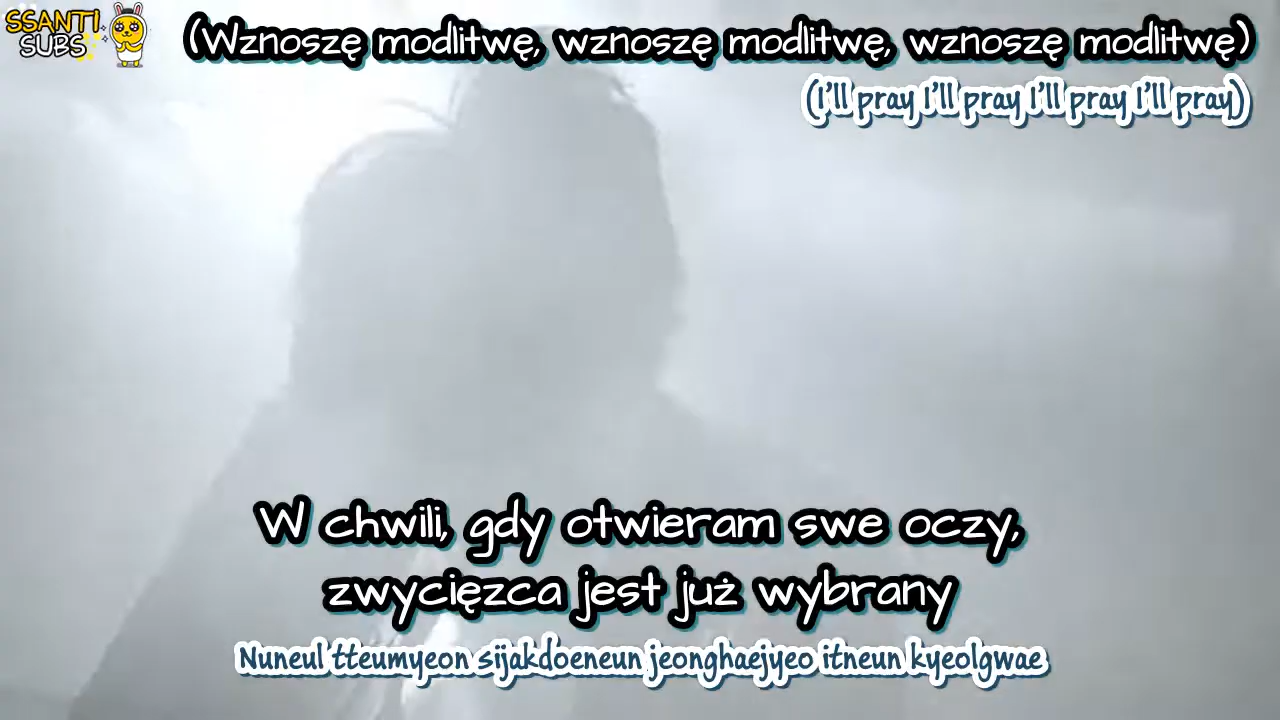 SSANTI
SUBS
(Wznoszę modlitwę, wznoszę modlitwę, wznoszę modlitwę)
(I'll pray I'll pray I'll pray I'll pray)
W chwili, gdy otwieram swe oczy,
zwycięzca jest już wybrany
Nuneul tteumyeon sijakdoeneun jeonghaejyeo itneun kyeolgwae